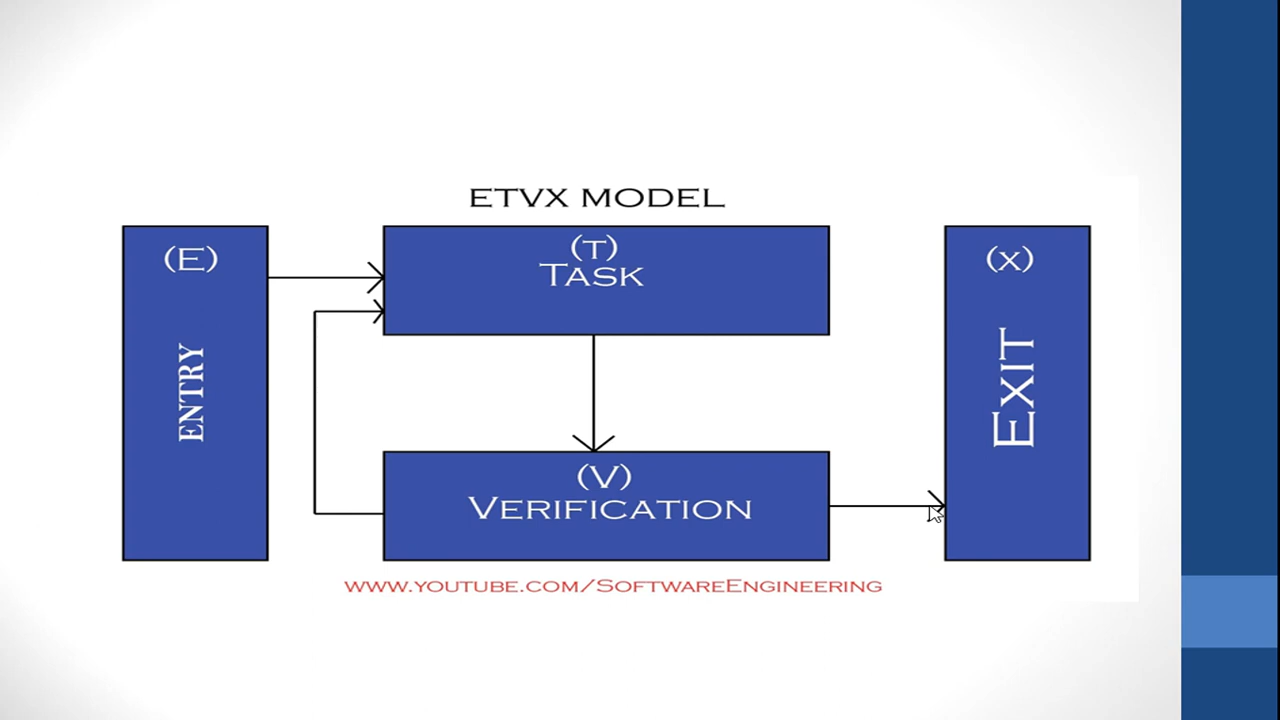 ETVX MODEL
(E)
ENTRY
(T)
TASK
(V)
VERIFICATION
(X)
EXIT
WWW.YOUTUBE.COM/SOFTWAREENGINEERING